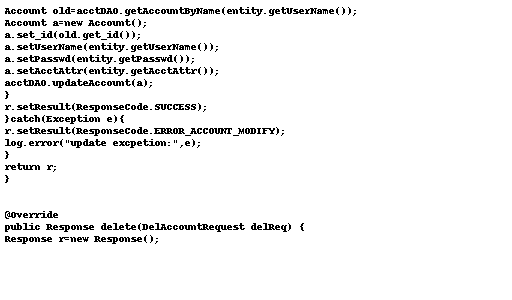 Account old=acctDAO.getAccountByName(entity.getUserName());
Account a=new Account();
a.set_id(old.get_id());
a.setUserName(entity.getUserName());
a.setPasswd(entity.getPasswd());
a.setAcctAttr(entity.getAcctAttr());
acctDAO.updateAccount(a);
}
r.setResult(ResponseCode.SUCCESS);
}catch(Exception e){
r.setResult(ResponseCode.ERROR_ACCOUNT_MODIFY);
log.error("update excpetion:",e);
}
return r;
}
@Override
public Response delete(DelAccountRequest delReq) {
Response r=new Response();